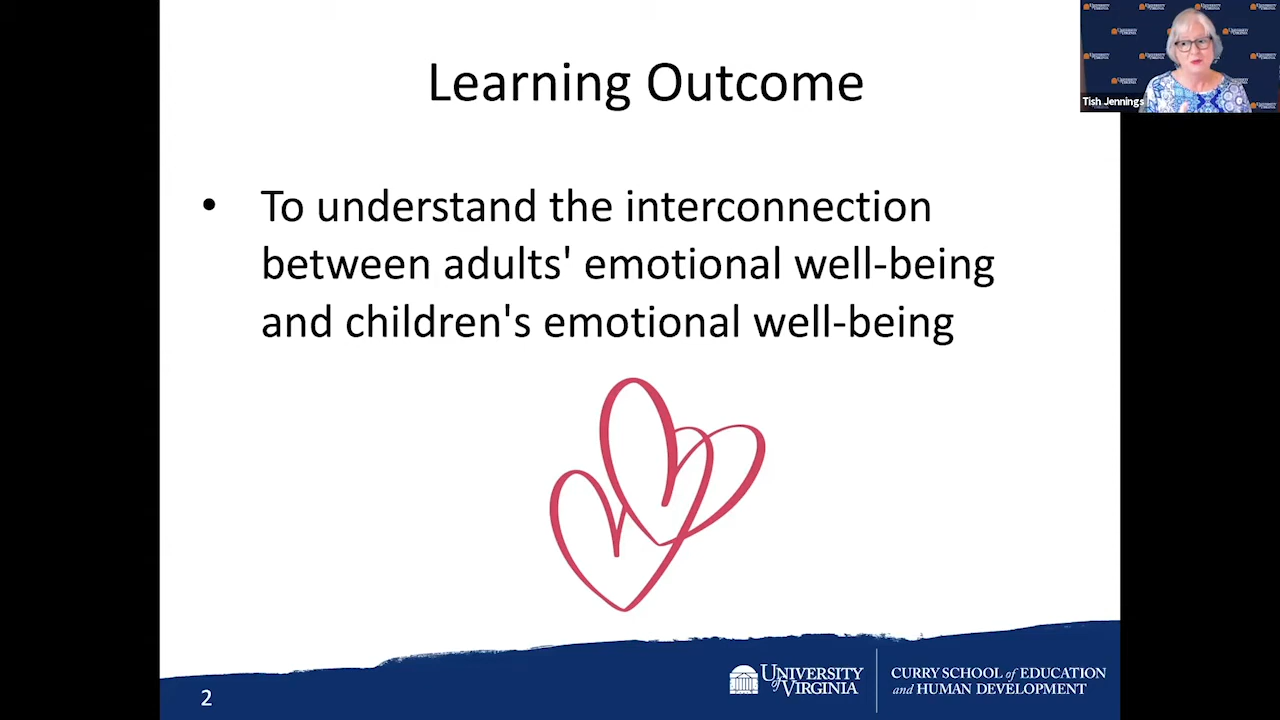 Learning Outcome
• To understand the interconnection
between adults' emotional well-being
and children's emotional well-being
Tish Jennings
2
UNIVERSITY
of VIRGINIA
CURRY SCHOOL of EDUCATION
and HUMAN DEVELOPMENT